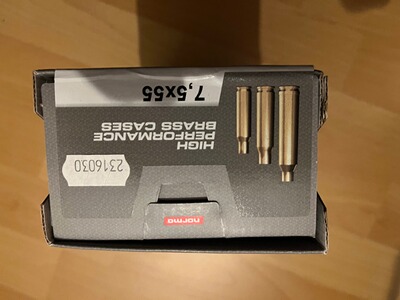 norma
HIGH
PERFORMANCE
BRASS CASES
2316030
7,5x55